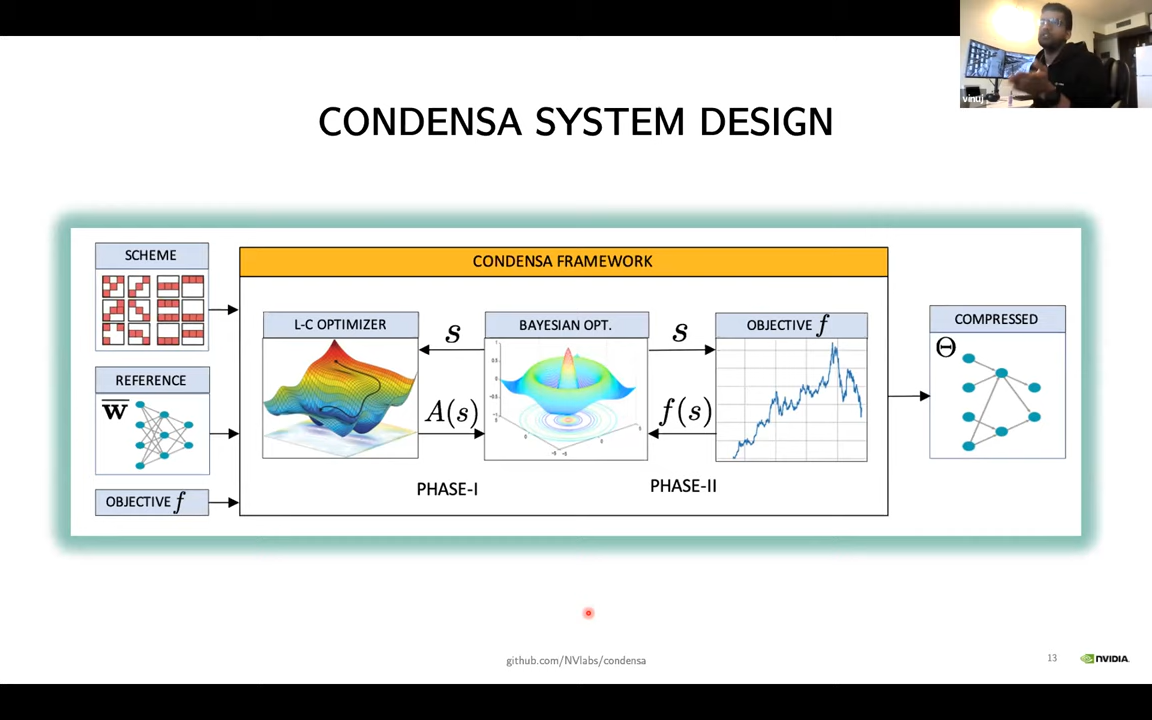 vinuj
CONDENSA SYSTEM DESIGN
SCHEME
REFERENCE
w
OBJECTIVE f
CONDENSA FRAMEWORK
L-C OPTIMIZER
s
A(s)
BAYESIAN OPT.
s
f(s)
OBJECTIVE f
PHASE-I
PHASE-II
COMPRESSED
Θ
github.com/NVlabs/condensa
13
NVIDIA.